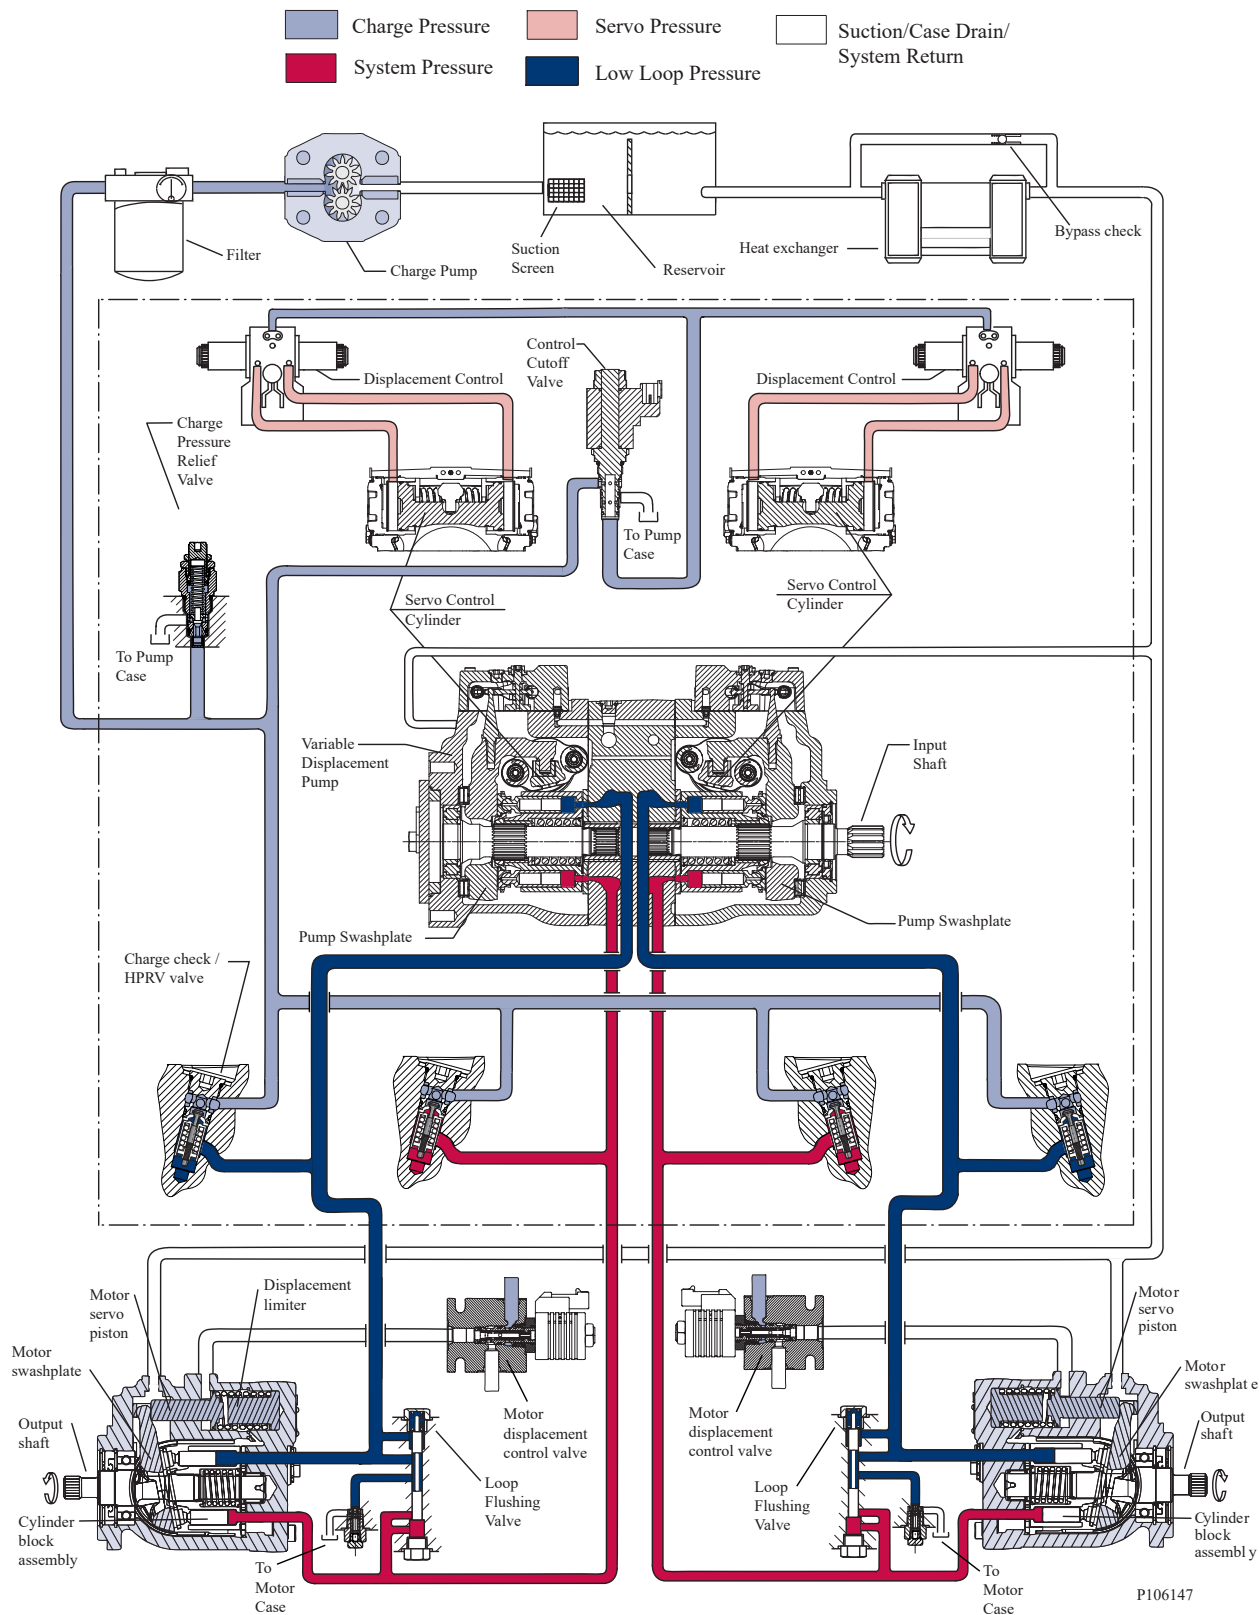 Charge Pressure
Servo Pressure
Suction/Case Drain/
System Return
System Pressure
Low Loop Pressure
Filter
Charge Pump
Suction
Screen
Reservoir
Heat exchanger
Bypass check
Control
Cutoff
Valve
Displacement Control
Displacement Control
Charge
Pressure
Relief
Valve
To Pump
Case
Servo Control
Cylinder
Servo Control
Cylinder
To Pump
Case
Variable
Displacement
Pump
Input
Shaft
Pump Swashplate
Pump Swashplate
Charge check /
HPRV valve
Motor
servo
piston
Displacement
limiter
Motor
swashplate
Output
shaft
Cylinder
block
assembly
To
Motor
Case
Motor
displacement
control valve
Loop
Flushing
Valve
Motor
displacement
control valve
Loop
Flushing
Valve
Motor
servo
piston
Motor
swashplat e
Output
shaft
Cylinder
block
assembl y
To
Motor
Case
P106147